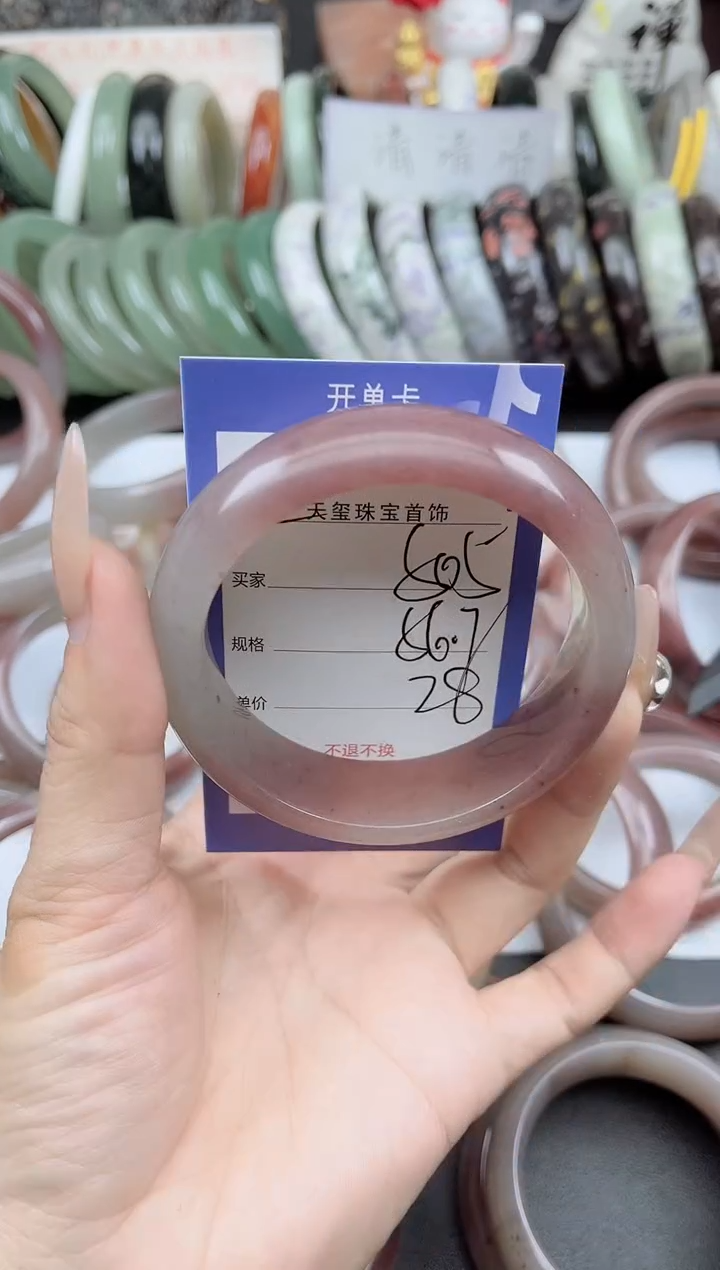 禅
开单卡
天玺珠宝首饰
买家 605
规格 56.7
单价 28
不退不换